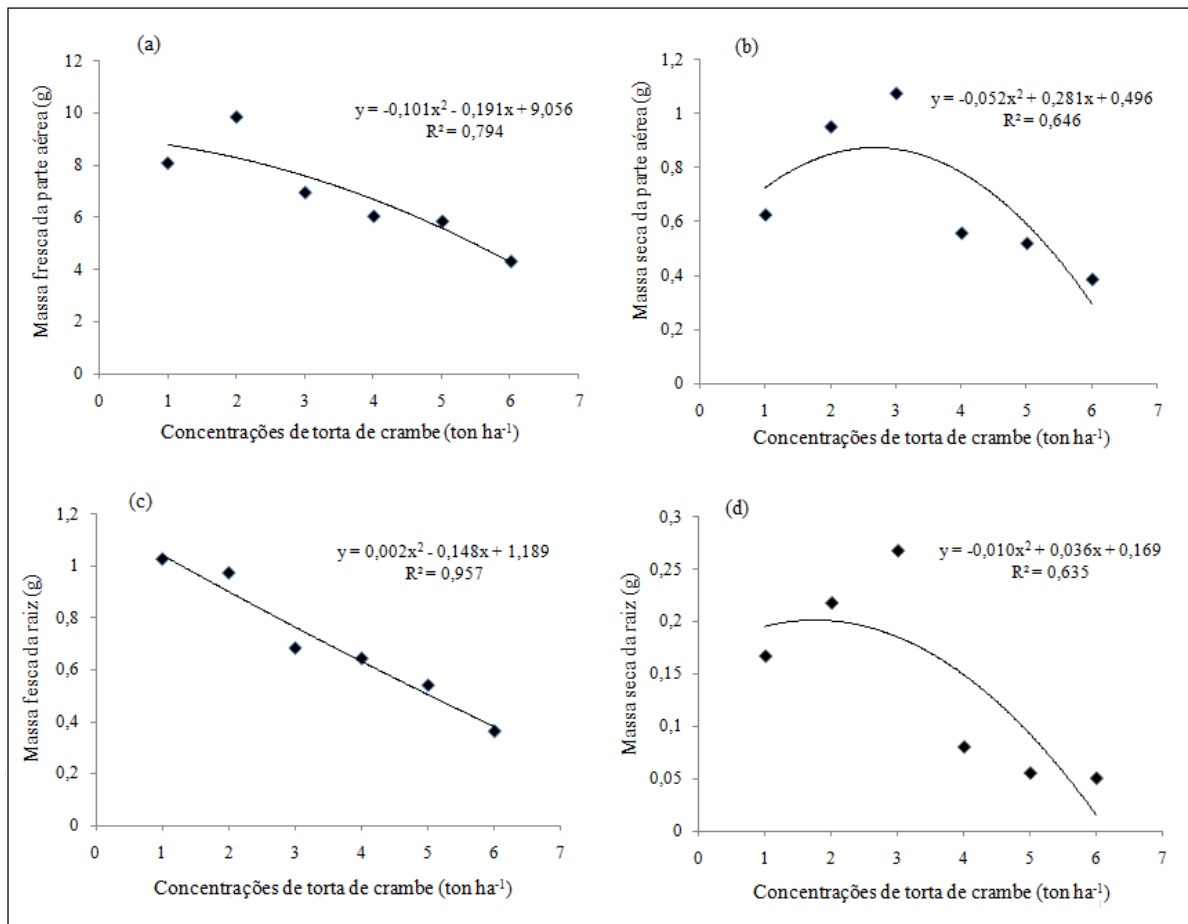 (a)
Massa fresca da parte aérea (g)
12
10
8
6
4
2
0
y = -0,101x² - 0,191x + 9,056
R² = 0,794
0 1 2 3 4 5 6 7
Concentrações de torta de crambe (ton ha⁻¹)
(b)
Massa seca da parte aérea (g)
1,2
1
0,8
0,6
0,4
0,2
0
y = -0,052x² + 0,281x + 0,496
R² = 0,646
0 1 2 3 4 5 6 7
Concentrações de torta de crambe (ton ha⁻¹)
(c)
Massa fesca da raiz (g)
1,2
1
0,8
0,6
0,4
0,2
0
y = 0,002x² - 0,148x + 1,189
R² = 0,957
0 1 2 3 4 5 6 7
Concentrações de torta de crambe (ton ha⁻¹)
(d)
Massa seca da raiz (g)
0,3
0,25
0,2
0,15
0,1
0,05
0
y = -0,010x² + 0,036x + 0,169
R² = 0,635
0 1 2 3 4 5 6 7
Concentrações de torta de crambe (ton ha⁻¹)